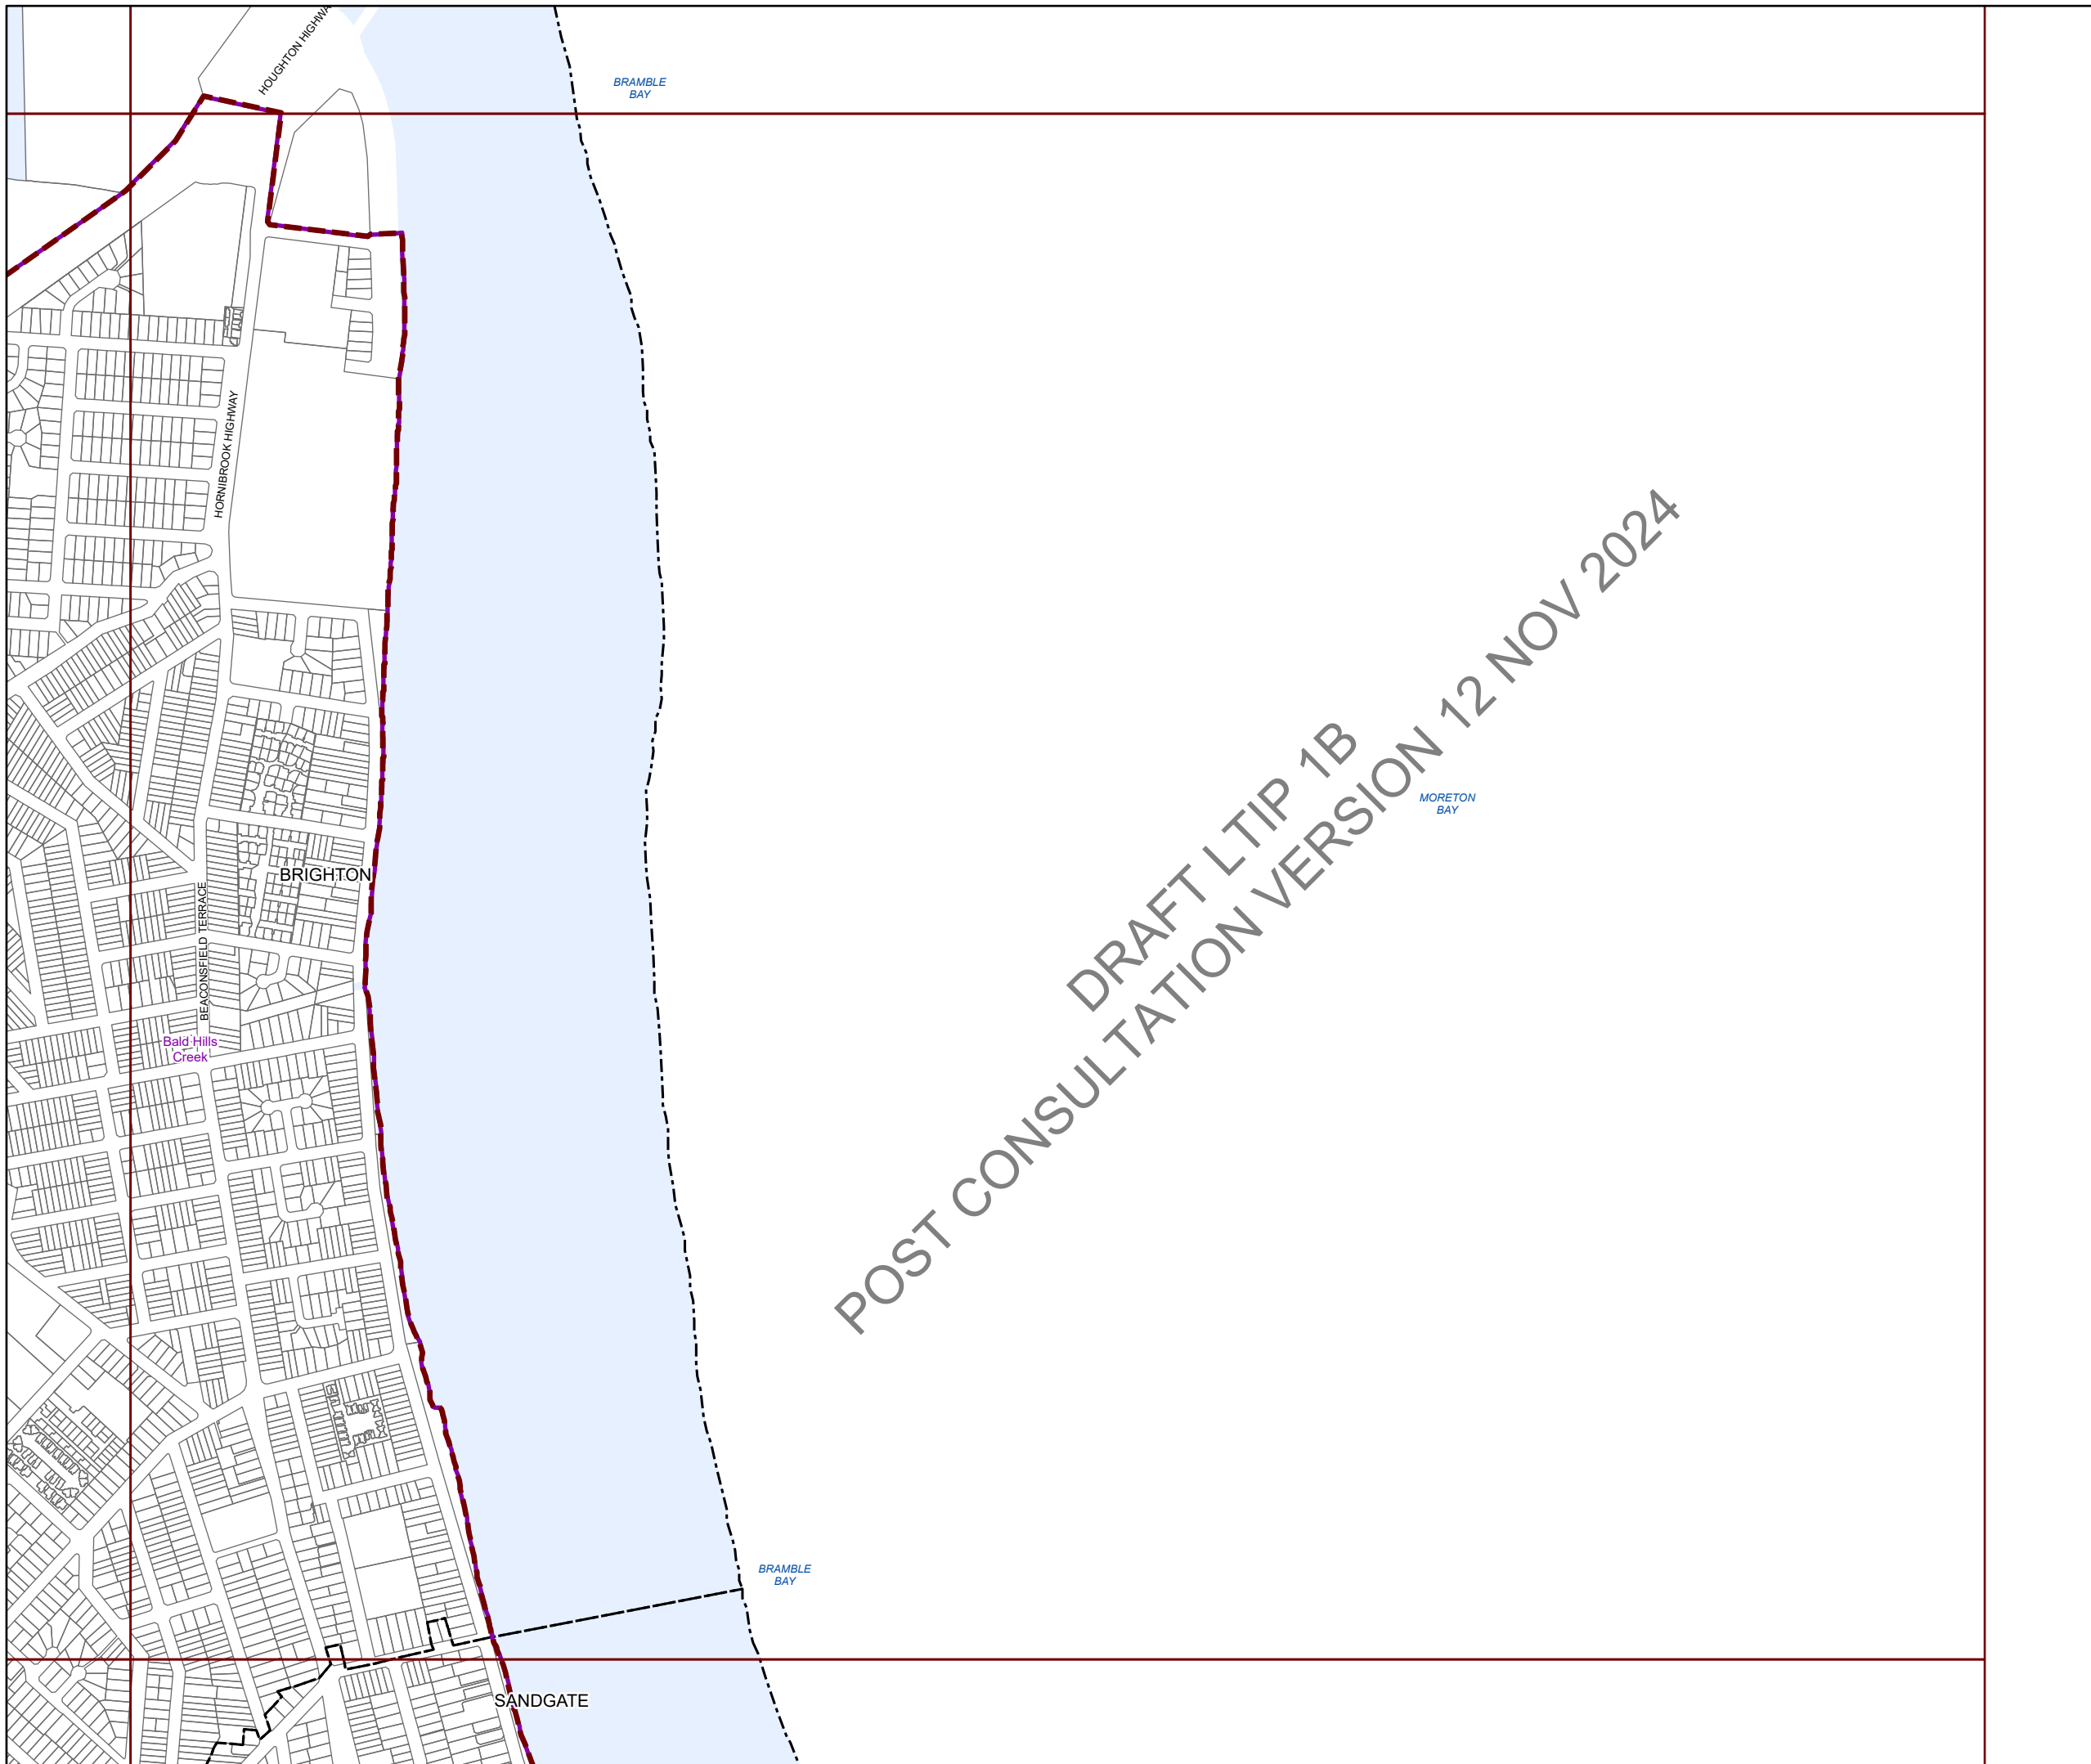 HOUGHTON HIGHWA
BRAMBLE
BAY
HORNIBROOK HIGHWAY
DRAFT LTIP 1B
POST CONSULTATION VERSION 12 NOV 2024
MORETON
BAY
BRIGHTON
BEACONSFIELD TERRACE
Bald Hills
Creek
BRAMBLE
BAY
SANDGATE